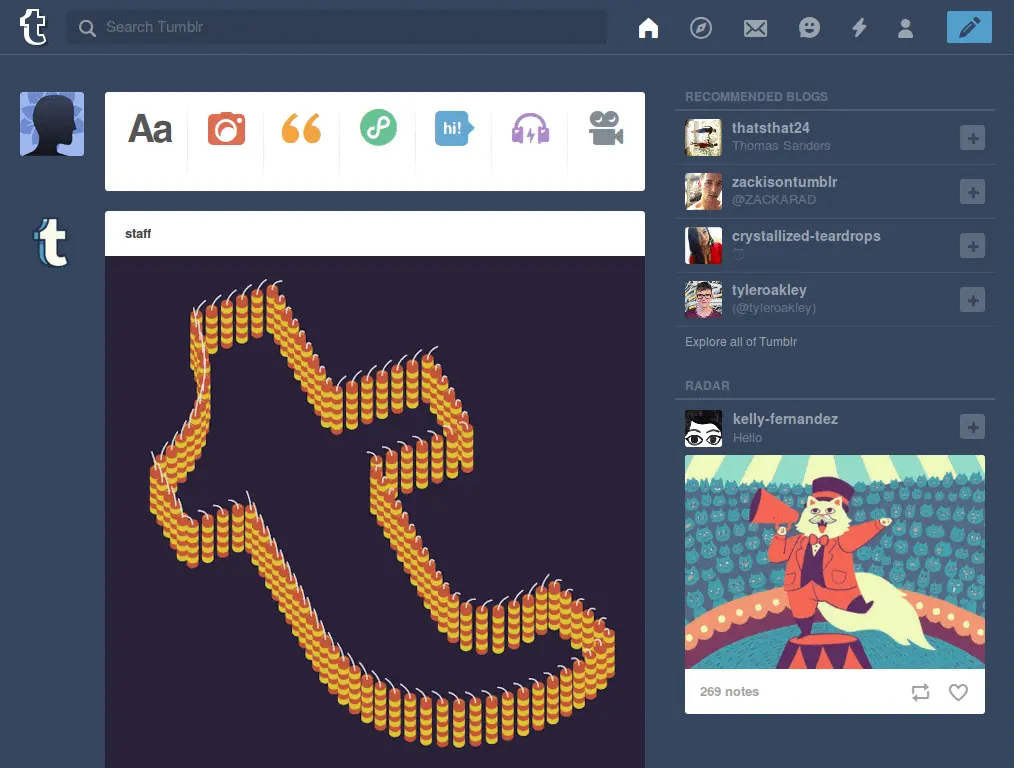 Search Tumblr
Aa
hi!
staff
RECOMMENDED BLOGS
thatsthat24
Thomas Sanders
zackisontumblr
@ZACKARAD
crystallized-teardrops
tyleroakley
(@tyleroakley)
Explore all of Tumblr
RADAR
kelly-fernandez
Hello
269 notes